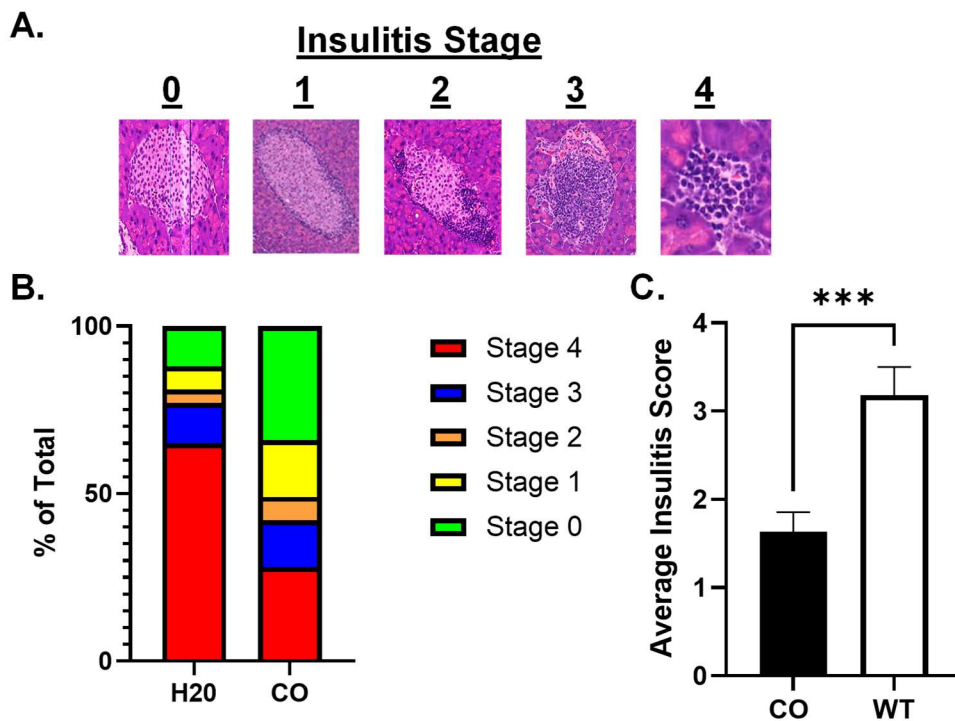 A.
Insulitis Stage
0 1 2 3 4
B.
% of Total
100
50
0
H20 CO
Stage 4
Stage 3
Stage 2
Stage 1
Stage 0
C.
***
Average Insulitis Score
4
3
2
1
0
CO WT